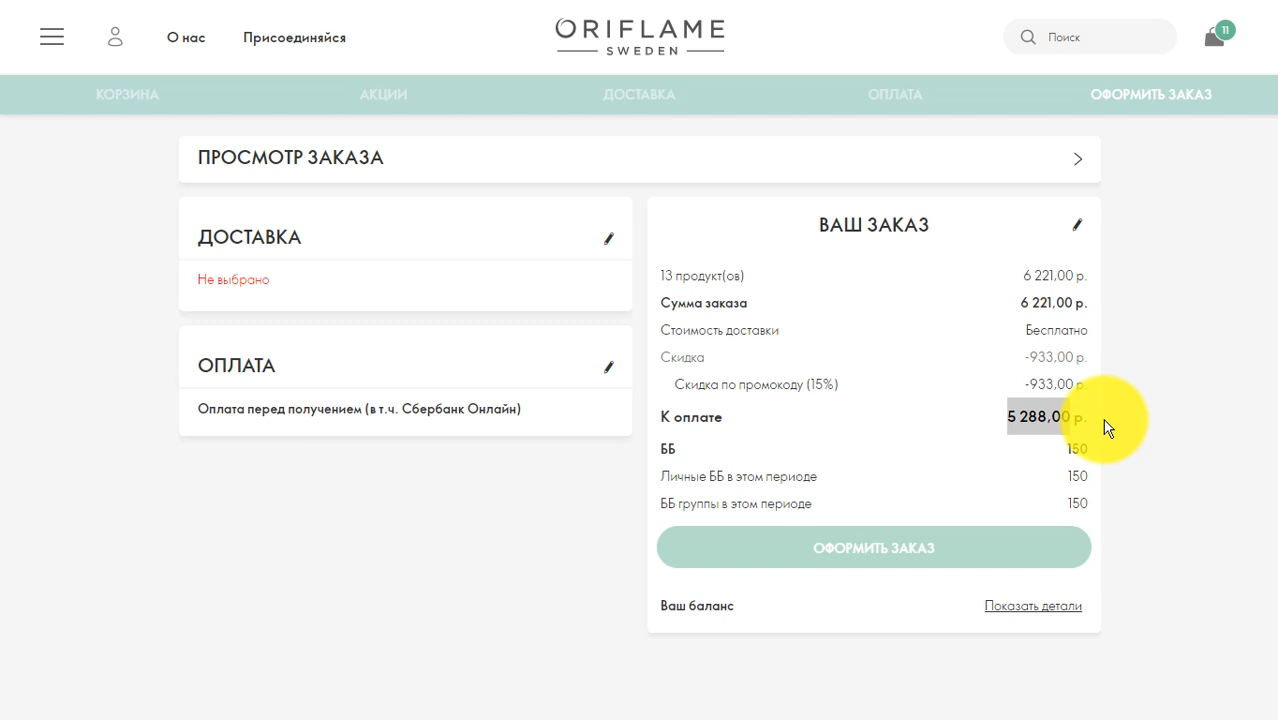 О нас
Присоединяйся
ORIFLAME
SWEDEN
Поиск
11
КОРЗИНА
АКЦИИ
ДОСТАВКА
ОПЛАТА
ОФОРМИТЬ ЗАКАЗ
ПРОСМОТР ЗАКАЗА
ДОСТАВКА
Не выбрано
ОПЛАТА
Оплата перед получением (в т.ч. Сбербанк Онлайн)
ВАШ ЗАКАЗ
13 продукт(ов) 6 221,00 р.
Сумма заказа 6 221,00 р.
Стоимость доставки Бесплатно
Скидка -933,00 р.
Скидка по промокоду (15%) -933,00 р.
К оплате 5 288,00 р.
ББ 150
Личные ББ в этом периоде 150
ББ группы в этом периоде 150
ОФОРМИТЬ ЗАКАЗ
Ваш баланс Показать детали